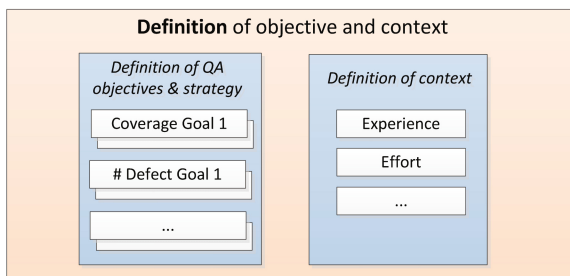 Definition of objective and context
Definition of QA
objectives & strategy
Coverage Goal 1
# Defect Goal 1
...
Definition of context
Experience
Effort
...